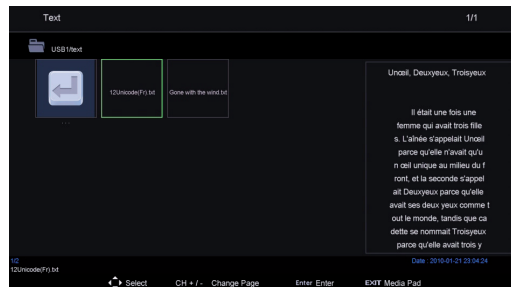 Text
1/1
USB1/text
12Unicode(Fr).txt
Gone with the wind.txt
....
Unœil, Deuxyeux, Troisyeux
Il était une fois une
femme qui avait trois fille
s. L'aînée s'appelait Unœil
parce qu'elle n'avait qu'u
n œil unique au milieu du f
ront, et la seconde s'appel
ait Deuxyeux parce qu'elle
avait ses deux yeux comme t
out le monde, tandis que ca
dette se nommait Troisyeux
parce qu'elle avait trois y
1/2
Date : 2010-01-21 23:04:24
12Unicode(Fr).txt
Select CH + / - Change Page Enter Enter EXIT Media Pad